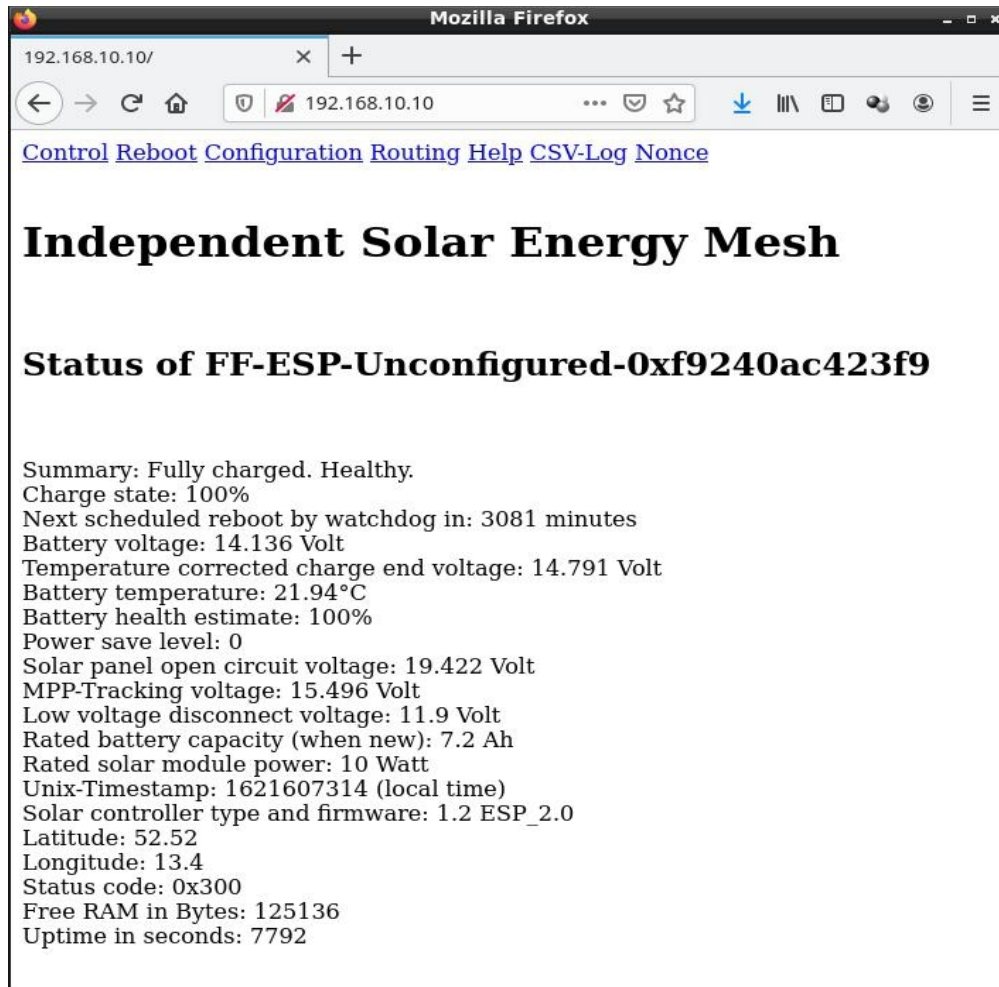 Mozilla Firefox
192.168.10.10/
192.168.10.10
Control Reboot Configuration Routing Help CSV-Log Nonce
Independent Solar Energy Mesh
Status of FF-ESP-Unconfigured-0xf9240ac423f9
Summary: Fully charged. Healthy.
Charge state: 100%
Next scheduled reboot by watchdog in: 3081 minutes
Battery voltage: 14.136 Volt
Temperature corrected charge end voltage: 14.791 Volt
Battery temperature: 21.94°C
Battery health estimate: 100%
Power save level: 0
Solar panel open circuit voltage: 19.422 Volt
MPP-Tracking voltage: 15.496 Volt
Low voltage disconnect voltage: 11.9 Volt
Rated battery capacity (when new): 7.2 Ah
Rated solar module power: 10 Watt
Unix-Timestamp: 1621607314 (local time)
Solar controller type and firmware: 1.2 ESP_2.0
Latitude: 52.52
Longitude: 13.4
Status code: 0x300
Free RAM in Bytes: 125136
Uptime in seconds: 7792